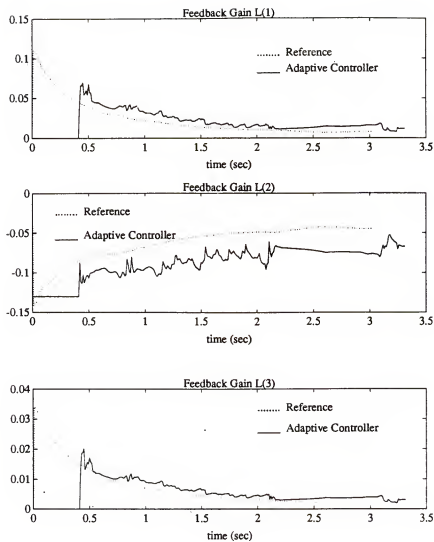 Feedback Gain L(1)
0.15
Reference
Adaptive Controller
0.1
0.05
0
0 0.5 1 1.5 2 2.5 3 3.5
time (sec)
Feedback Gain L(2)
0
Reference
-0.05
Adaptive Controller
-0.1
-0.15
0 0.5 1 1.5 2 2.5 3 3.5
time (sec)
Feedback Gain L(3)
0.04
Reference
0.03
Adaptive Controller
0.02
0.01
0
0 0.5 1 1.5 2 2.5 3 3.5
time (sec)